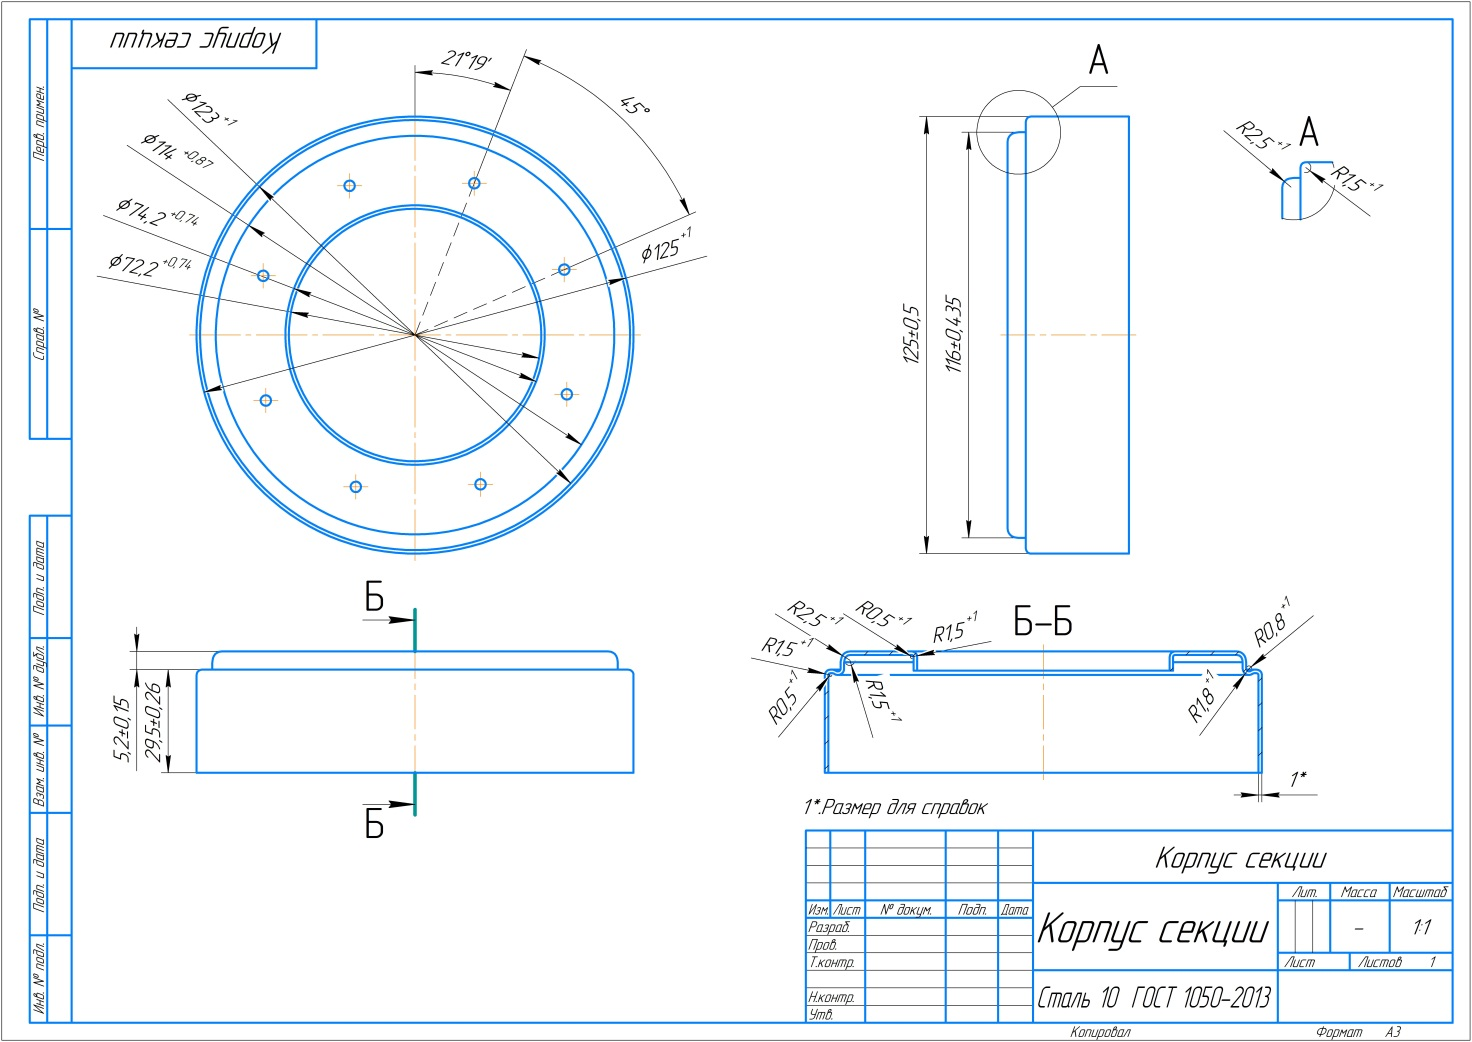 Корпус секции
Перв. примен.
Справ. №
Подп. и дата
Инв. № дубл.
Взам. инв. №
Подп. и дата
Инв. № подл.
21°19'
45°
⌀123 +1
⌀114 +0,87
⌀74,2 +0,74
⌀72,2 +0,74
⌀125 +1
А
125±0,5
116±0,435
А
R2,5 +1
R1,5 +1
Б
5,2±0,15
29,5±0,26
Б
Б-Б
R2,5 +1
R0,5 +1
R1,5 +1
R1,5 +1
R0,5 +1
R1,5 +1
R0,8 +1
R1,8 +1
1*
1*.Размер для справок
Корпус секции
Изм. Лист № докум. Подп. Дата
Разраб.
Пров.
Т.контр.
Н.контр.
Утв.
Корпус секции
Лит. Масса Масштаб
– 1:1
Лист Листов 1
Сталь 10 ГОСТ 1050-2013
Копировал Формат А3